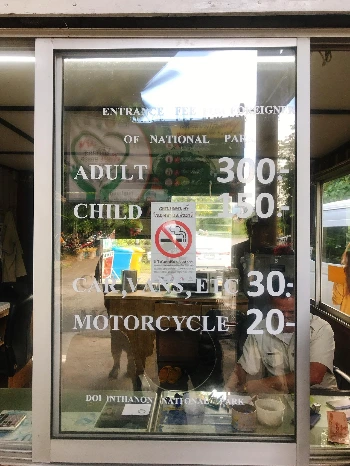 ENTRANCE FEE FOR FOREIGNER
OF NATIONAL PARK
ADULT 300-
CHILD 150-
CAR,VANS, ETC 30-
MOTORCYCLE 20-
DOI INTHANON NATIONAL PARK